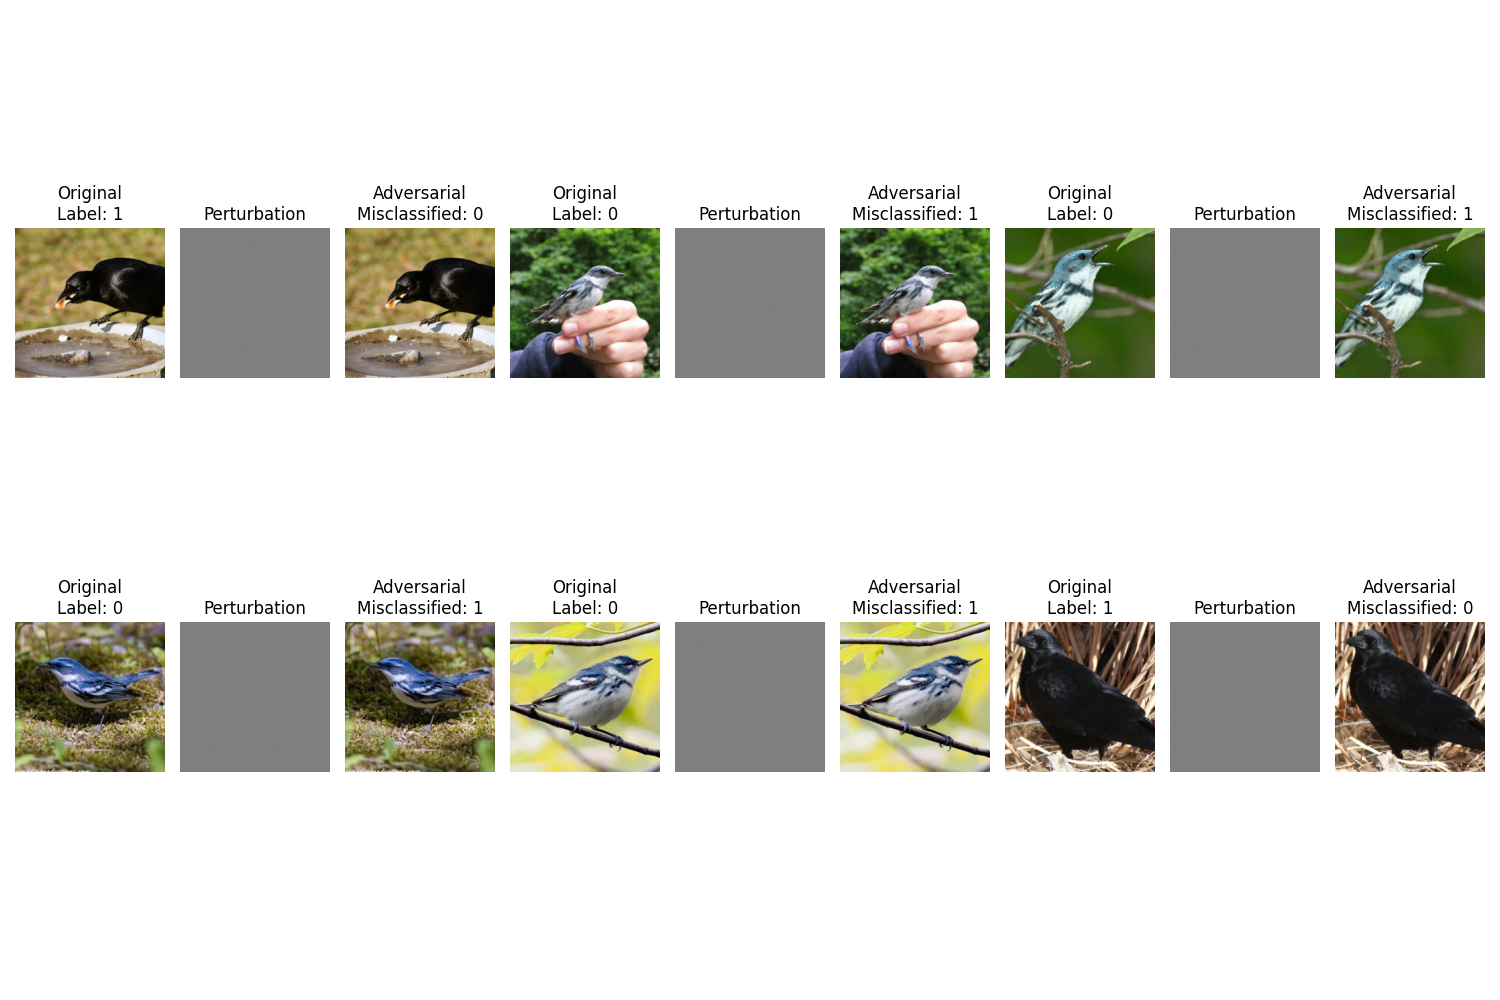 Original
Label: 1
Perturbation
Adversarial
Misclassified: 0
Original
Label: 0
Perturbation
Adversarial
Misclassified: 1
Original
Label: 0
Perturbation
Adversarial
Misclassified: 1
Original
Label: 0
Perturbation
Adversarial
Misclassified: 1
Original
Label: 0
Perturbation
Adversarial
Misclassified: 1
Original
Label: 1
Perturbation
Adversarial
Misclassified: 0